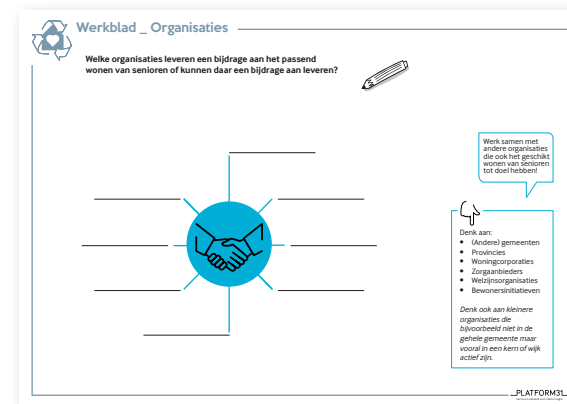 Werkblad _ Organisaties
Welke organisaties leveren een bijdrage aan het passend
wonen van senioren of kunnen daar een bijdrage aan leveren?
Werk samen met
andere organisaties
die ook het geschikt
wonen van senioren
tot doel hebben!
Denk aan:
• (Andere) gemeenten
• Provincies
• Woningcorporaties
• Zorgaanbieders
• Welzijnsorganisaties
• Bewonersinitiatieven
Denk ook aan kleinere
organisaties die
bijvoorbeeld niet in de
gehele gemeente maar
vooral in een kern of wijk
actief zijn.
_PLATFORM31_